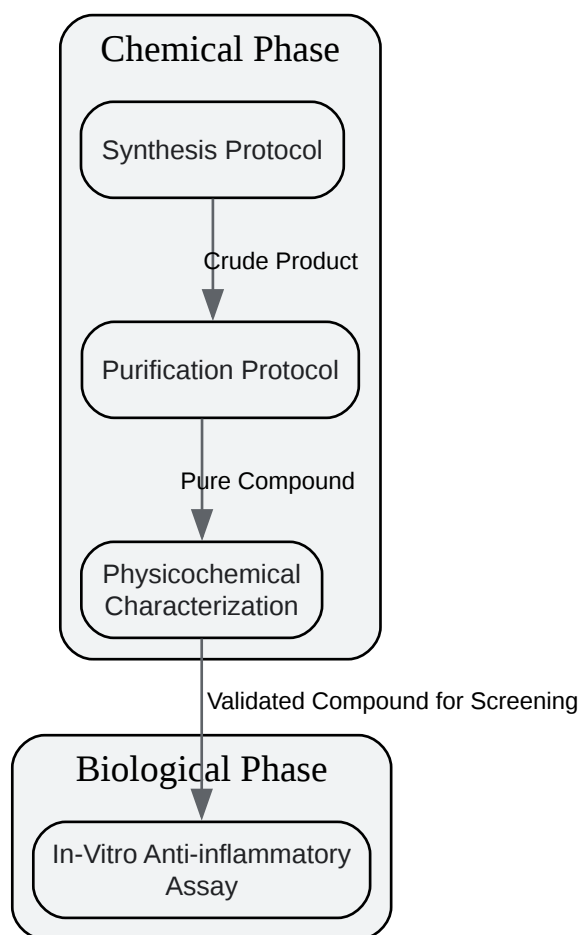 Chemical Phase
Synthesis Protocol
Crude Product
Purification Protocol
Pure Compound
Physicochemical
Characterization
Validated Compound for Screening
Biological Phase
In-Vitro Anti-inflammatory
Assay